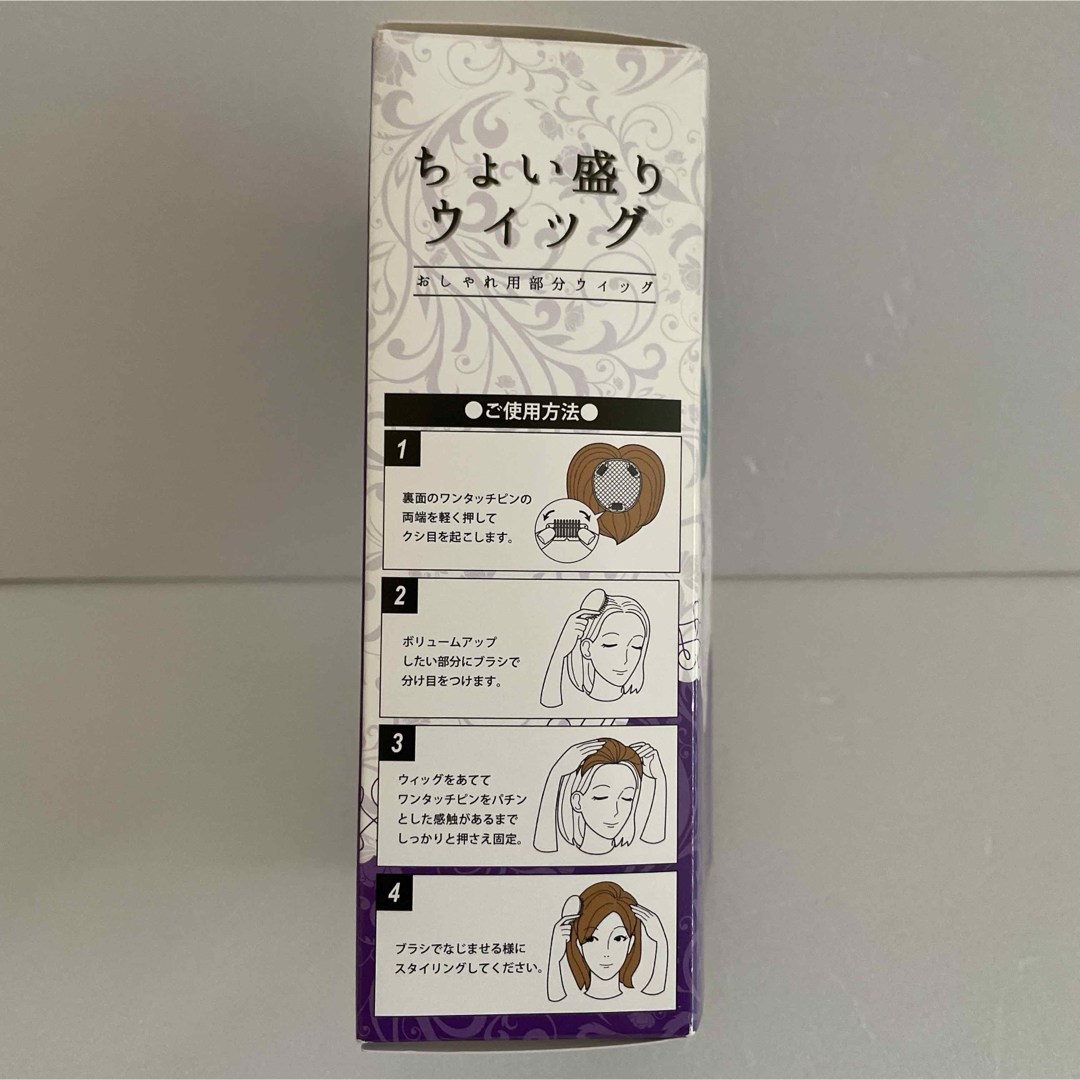 ちょい盛り
ウイッグ
おしゃれ用部分ウイッグ
●ご使用方法●
1
裏面のワンタッチピンの
両端を軽く押して
クシ目を起こします。
2
ボリュームアップ
したい部分にブラシで
分け目をつけます。
3
ウィッグをあてて
ワンタッチピンをパチン
とした感触があるまで
しっかりと押さえ固定。
4
ブラシでなじませる様に
スタイリングしてください。